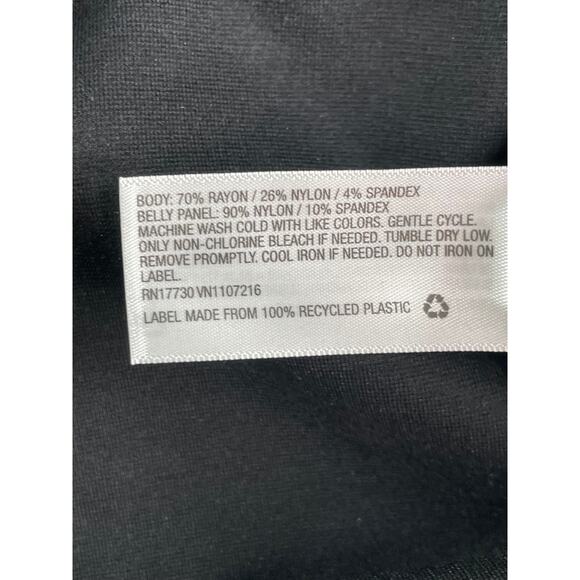 BODY: 70% RAYON / 26% NYLON / 4% SPANDEX
BELLY PANEL: 90% NYLON / 10% SPANDEX
MACHINE WASH COLD WITH LIKE COLORS. GENTLE CYCLE.
ONLY NON-CHLORINE BLEACH IF NEEDED. TUMBLE DRY LOW.
REMOVE PROMPTLY. COOL IRON IF NEEDED. DO NOT IRON ON
LABEL.
RN17730 VN1107216
LABEL MADE FROM 100% RECYCLED PLASTIC